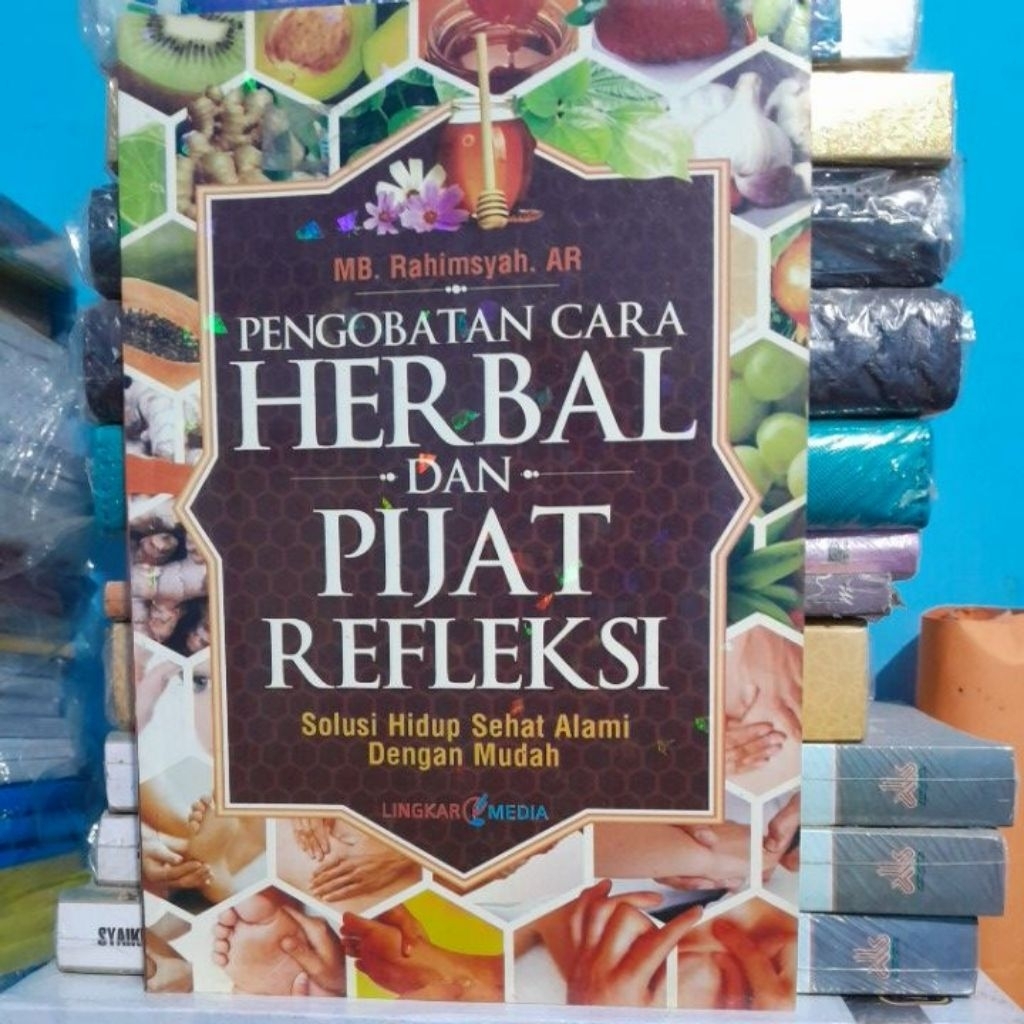 MB. Rahimsyah. AR
PENGOBATAN CARA
HERBAL
DAN
PIJAT
REFLEKSI
Solusi Hidup Sehat Alami
Dengan Mudah
LINGKAR MEDIA